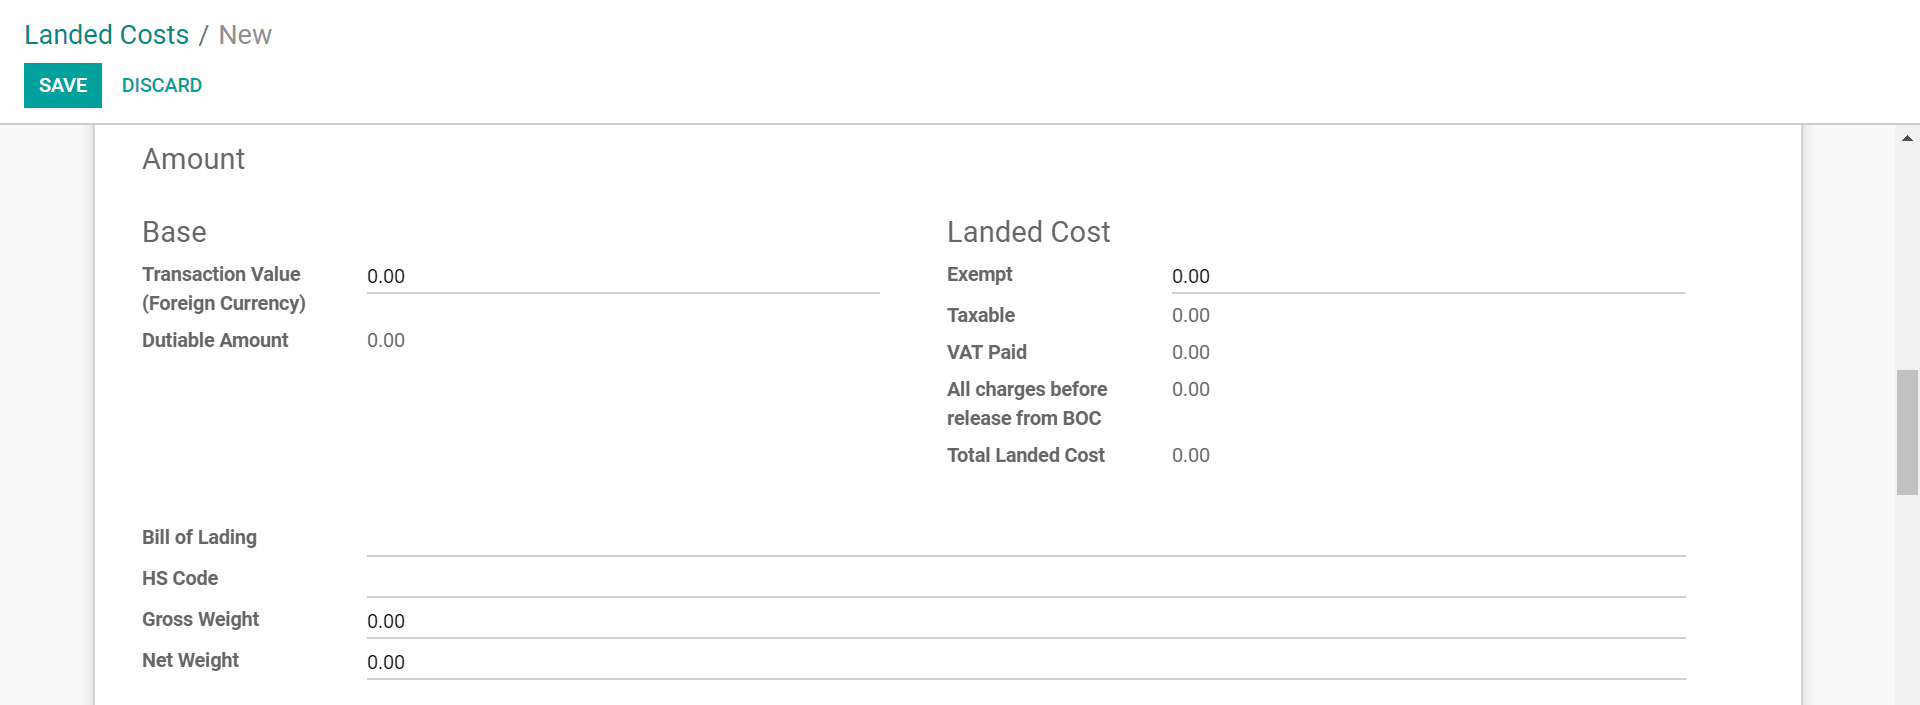 Landed Costs / New
SAVE DISCARD
Amount
Base
Transaction Value
(Foreign Currency)
0.00
Dutiable Amount 0.00
Landed Cost
Exempt 0.00
Taxable 0.00
VAT Paid 0.00
All charges before
release from BOC
0.00
Total Landed Cost 0.00
Bill of Lading
HS Code
Gross Weight 0.00
Net Weight 0.00